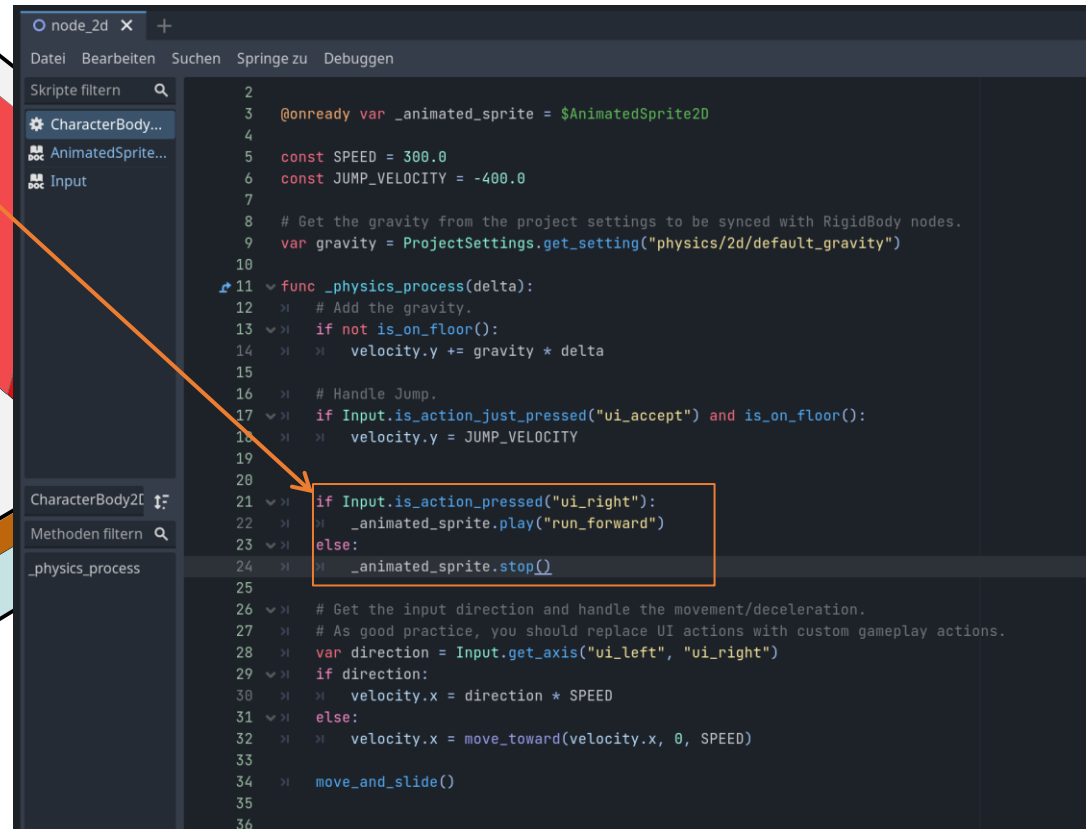 node_2d
Datei Bearbeiten Suchen Springe zu Debuggen
Skripte filtern
CharacterBody...
DOC AnimatedSprite...
DOC Input
CharacterBody2D
Methoden filtern
_physics_process
2
3 @onready var _animated_sprite = $AnimatedSprite2D
4
5 const SPEED = 300.0
6 const JUMP_VELOCITY = -400.0
7
8 # Get the gravity from the project settings to be synced with RigidBody nodes.
9 var gravity = ProjectSettings.get_setting("physics/2d/default_gravity")
10
11 func _physics_process(delta):
12 # Add the gravity.
13 if not is_on_floor():
14 velocity.y += gravity * delta
15
16 # Handle Jump.
17 if Input.is_action_just_pressed("ui_accept") and is_on_floor():
18 velocity.y = JUMP_VELOCITY
19
20
21 if Input.is_action_pressed("ui_right"):
22 _animated_sprite.play("run_forward")
23 else:
24 _animated_sprite.stop()
25
26 # Get the input direction and handle the movement/deceleration.
27 # As good practice, you should replace UI actions with custom gameplay actions.
28 var direction = Input.get_axis("ui_left", "ui_right")
29 if direction:
30 velocity.x = direction * SPEED
31 else:
32 velocity.x = move_toward(velocity.x, 0, SPEED)
33
34 move_and_slide()
35
36